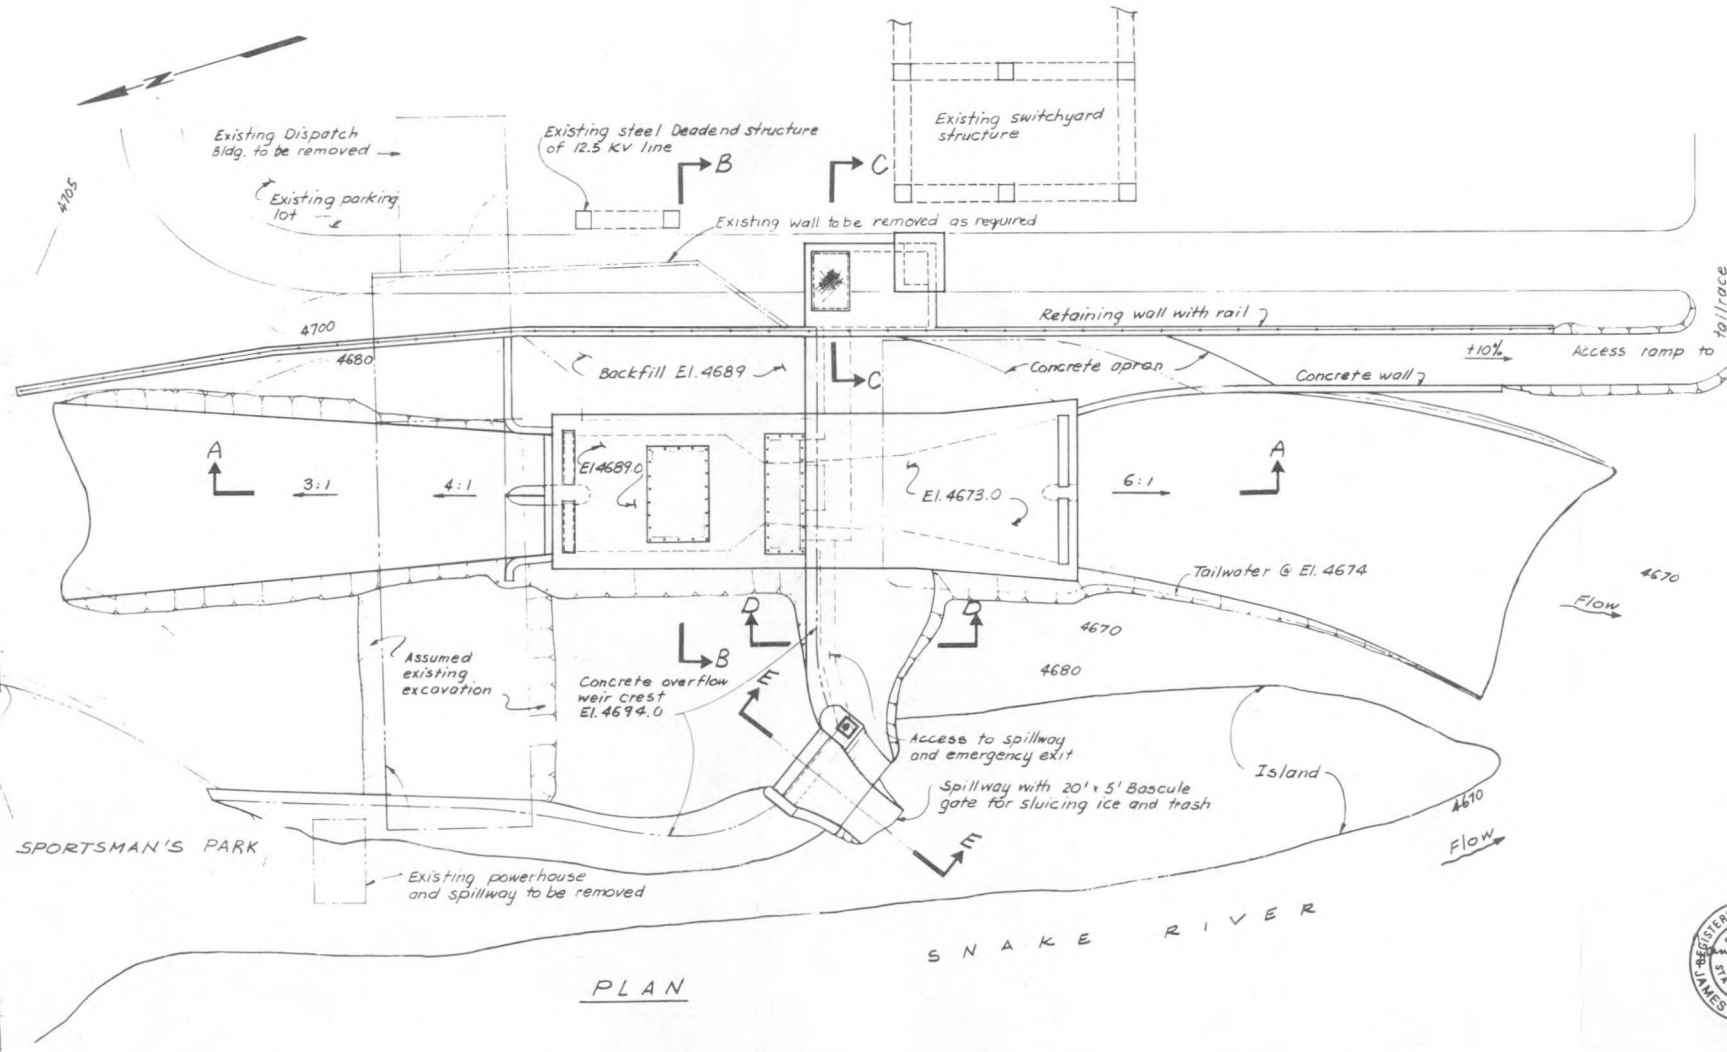 N
Existing Dispatch
Bldg. to be removed
Existing steel Deadend structure
of 12.5 KV line
B
C
Existing switchyard
structure
4705
Existing parking
lot
Existing wall to be removed as required
4700
4680
Retaining wall with rail
tailrace
Backfill El. 4689
C
Concrete apron
+10%
Access ramp to
Concrete wall
A
3:1
4:1
El 4689.0
El. 4673.0
6:1
A
Tailwater @ El. 4674
4670
Flow
D
D
4670
4680
B
Assumed
existing
excavation
Concrete overflow
weir crest
El. 4694.0
E
Access to spillway
and emergency exit
Island
Spillway with 20' x 5' Bascule
gate for sluicing ice and trash
4670
Flow
E
SPORTSMAN'S PARK
Existing powerhouse
and spillway to be removed
SNAKE RIVER
PLAN
JAMES